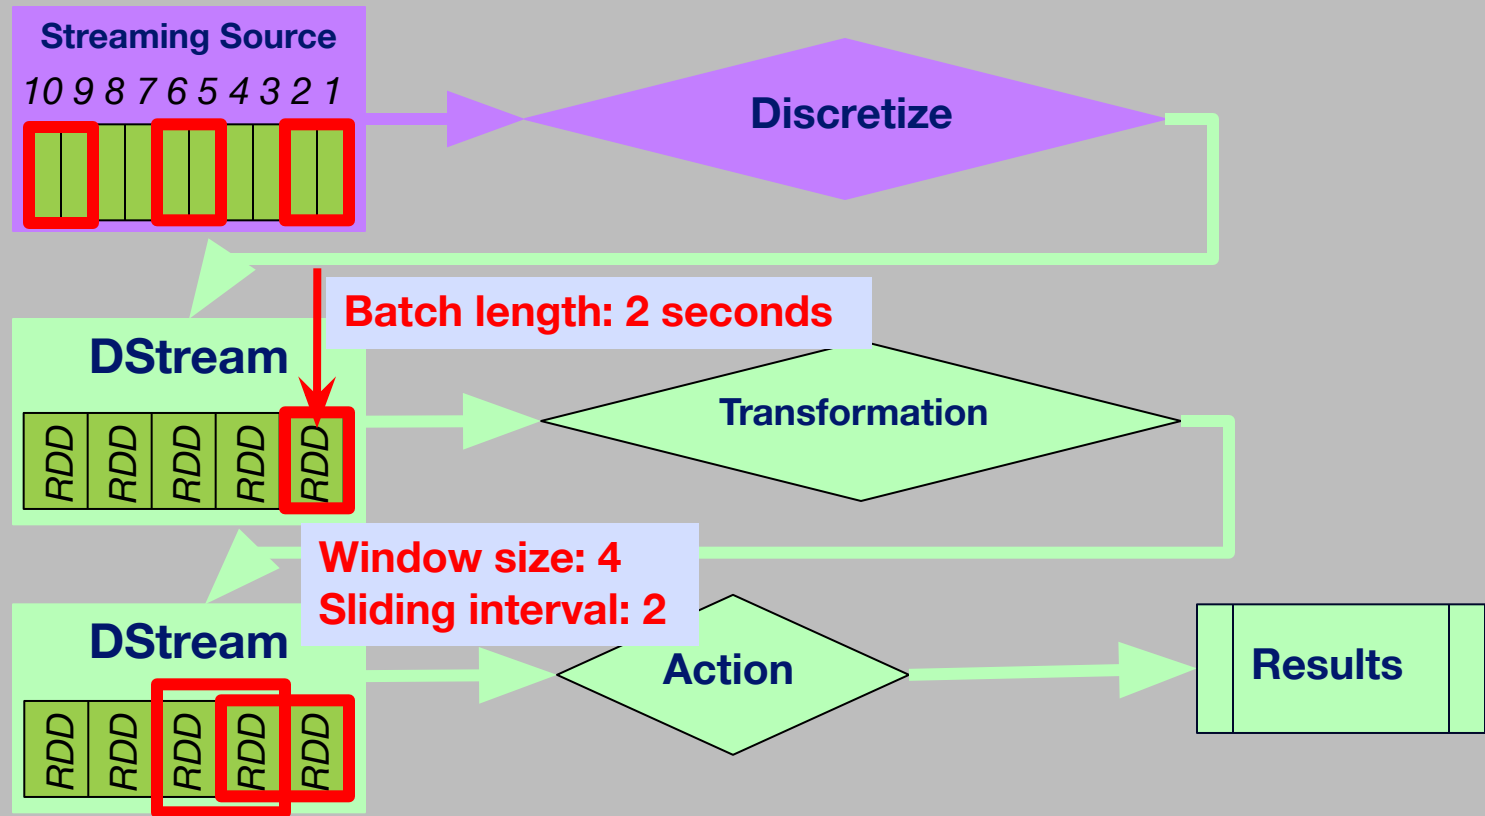 Streaming Source
10 9 8 7 6 5 4 3 2 1
Discretize
Batch length: 2 seconds
DStream
RDD RDD RDD RDD RDD
Transformation
Window size: 4
Sliding interval: 2
DStream
RDD RDD RDD RDD RDD
Action
Results